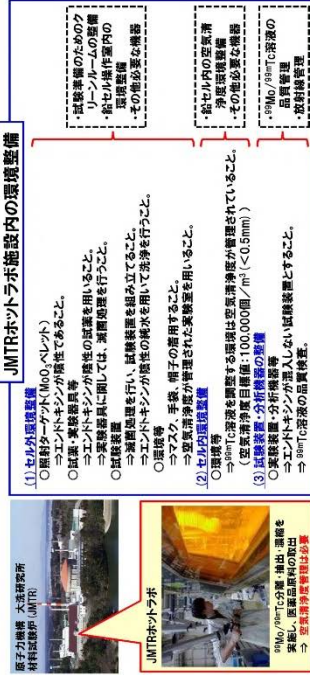 原子力機構　大洗研究所
材料試験炉（JMTR）
JMTRホットラボ
⁹⁹Mo/⁹⁹ᵐTc分離・抽出・濃縮を
実施し、医薬品原料の取出
⇒ 空気清浄度管理は必要
JMTRホットラボ施設内の環境整備
(1)セル外環境整備
○照射ターゲット(MoO₃ペレット)
⇒エンドトキシンが陰性であること。
○試薬・実験器具等
⇒エンドトキシンが陰性の試薬を用いること。
⇒実験器具に関しては、滅菌処理を行うこと。
○試験装置
⇒滅菌処理を行い、試験装置を組み立てること。
⇒エンドトキシンが陰性の純水を用いて洗浄を行うこと。
○環境等
⇒マスク、手袋、帽子の着用すること。
⇒空気清浄度が管理された実験室を用いること。
(2)セル内環境整備
○環境等
⇒⁹⁹ᵐTc溶液を調整する環境は空気清浄度が管理されていること。
(空気清浄度目標値：100,000個／m³（＜0.5mm）)
(3)試験装置・分析機器の整備
○実験装置・分析機器等
⇒エンドトキシンが混入しない試験装置とすること。
⇒ ⁹⁹ᵐTc溶液の品質検査。
・試験準備のためのク
リーンルームの整備
・鉛セル操作室内の
環境整備
・その他必要な機器
・鉛セル内の空気清
浄度環境整備
・その他必要な機器
・⁹⁹Mo/⁹⁹ᵐTc溶液の
品質管理
・放射線管理